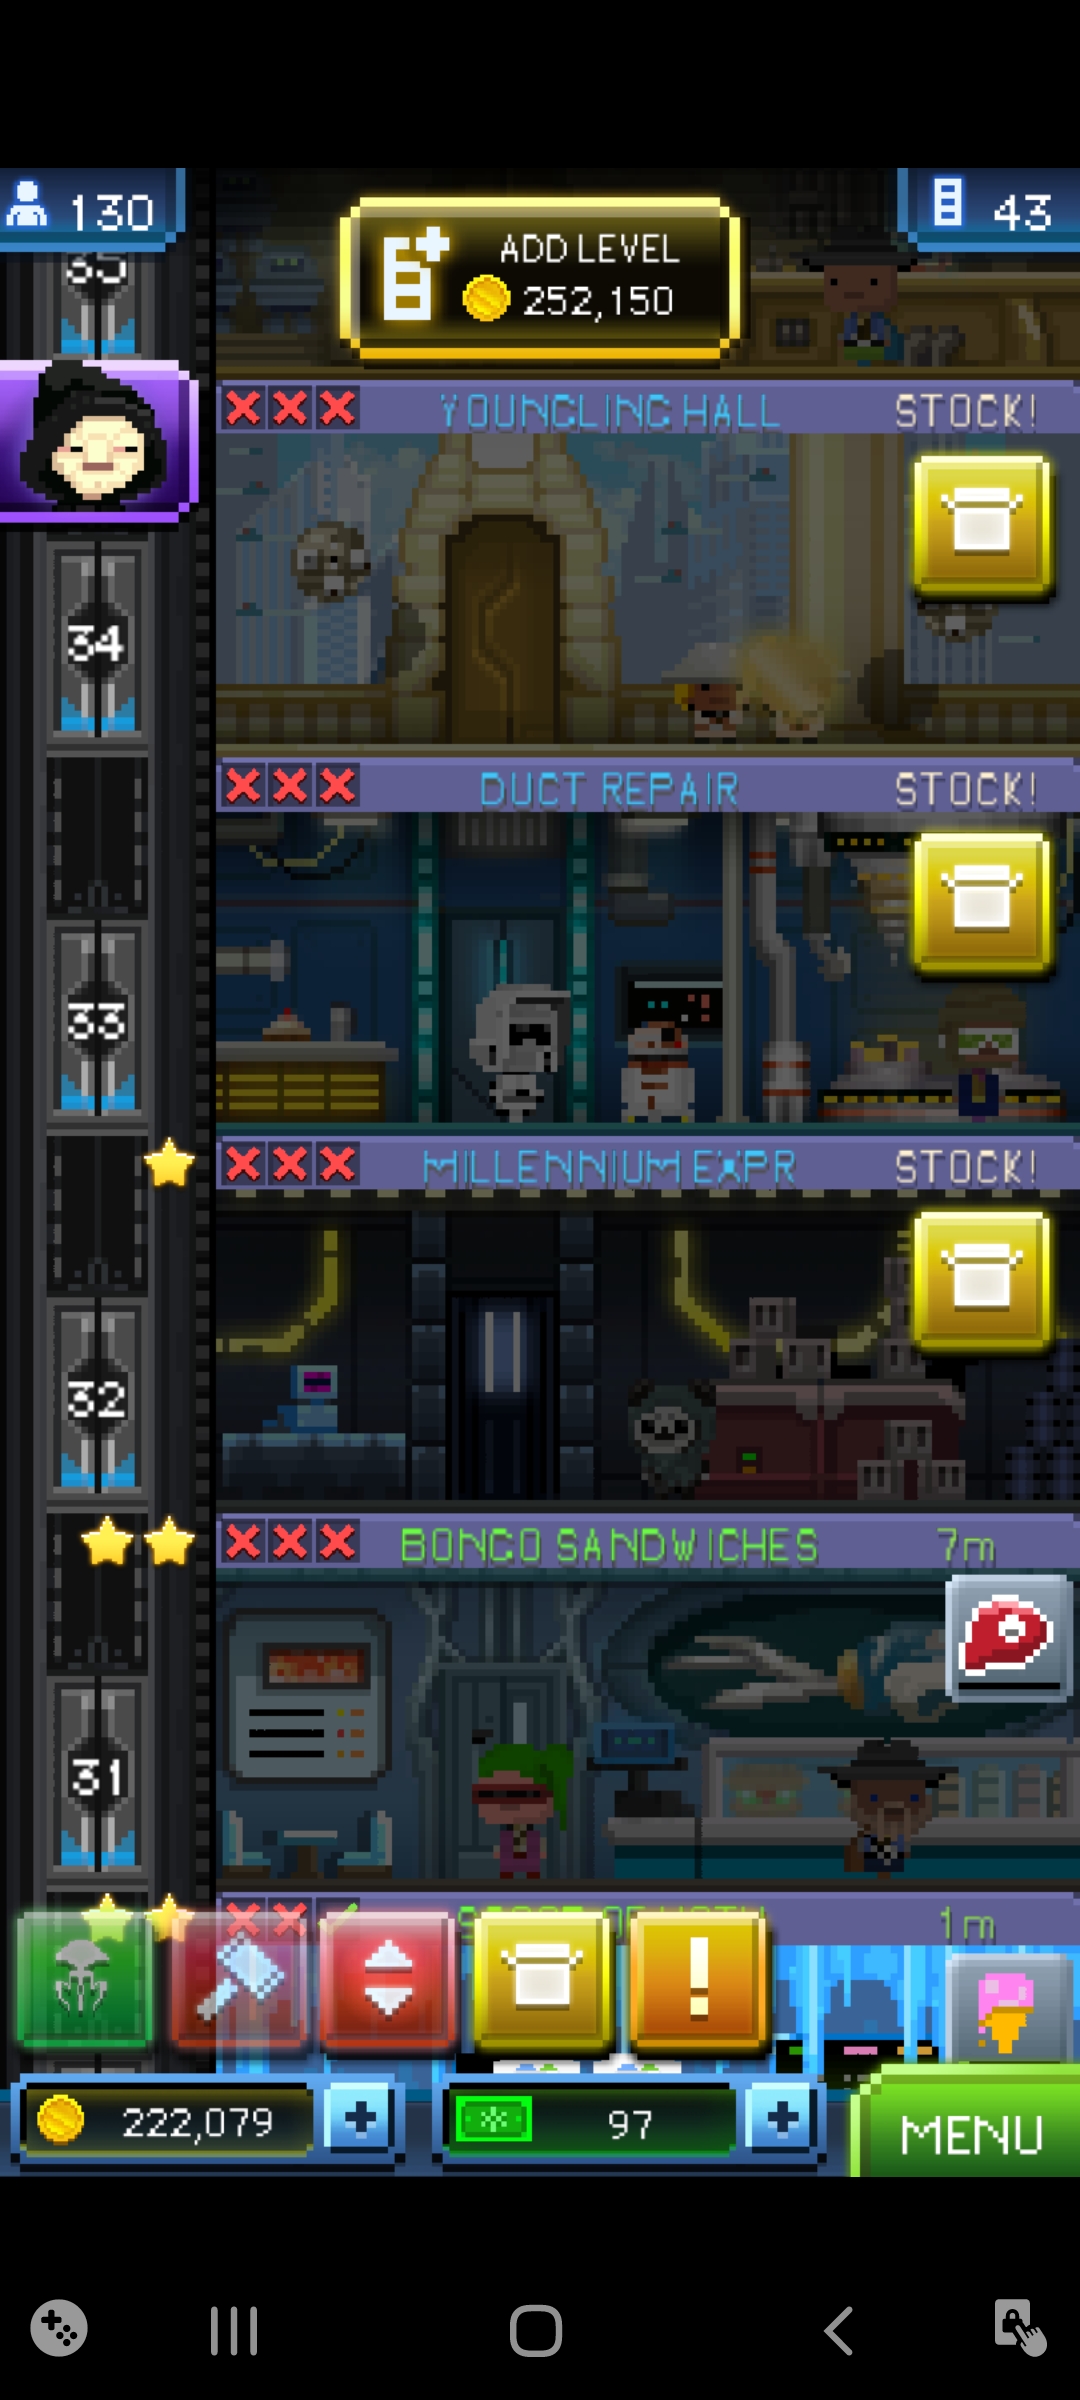 130
ADD LEVEL
252,150
43
35
YOUNGLING HALL
STOCK!
34
DUCT REPAIR
STOCK!
33
MILLENNIUM EXPR
STOCK!
32
BONGO SANDWICHES
7m
31
1m
222,079
97
MENU